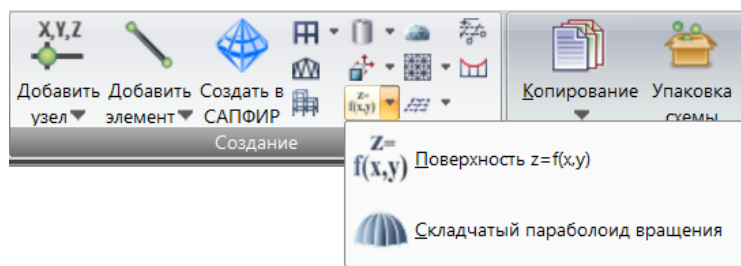 X,Y,Z
Добавить Добавить Создать в Копирование Упаковка
узел элемент САПФИР схемы
z=
f(x,y)
Создание
z=
f(x,y) Поверхность z=f(x,y)
Складчатый параболоид вращения